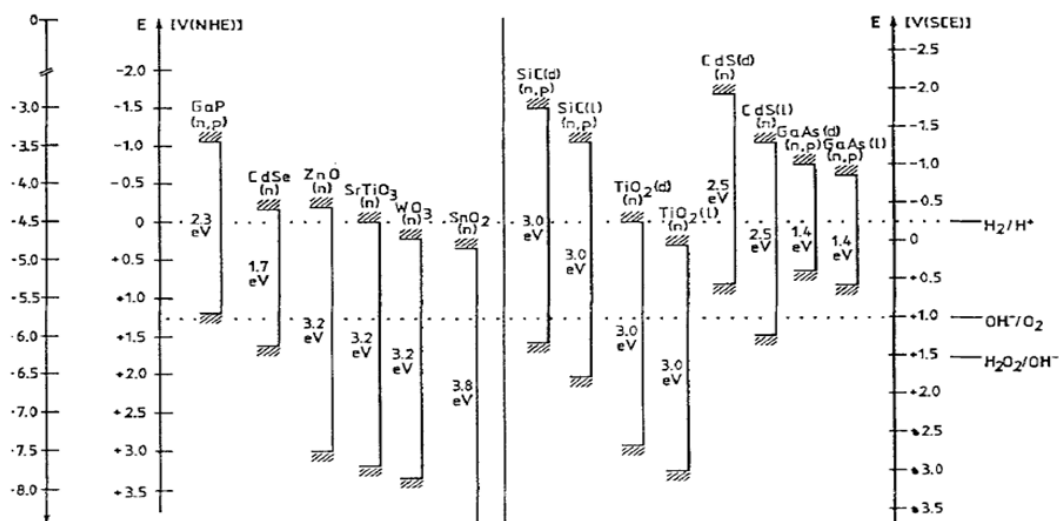 0
-3.0
-3.5
-4.0
-4.5
-5.0
-5.5
-6.0
-6.5
-7.0
-7.5
-8.0
E [V(NHE)]
-2.0
-1.5
-1.0
-0.5
0
+0.5
+1.0
+1.5
+2.0
+2.5
+3.0
+3.5
GaP
(n,p)
2.3
eV
CdSe
(n)
1.7
eV
ZnO
(n)
3.2
eV
SrTiO₃
(n)
3.2
eV
WO₃
(n)
3.2
eV
SnO₂
(n)
3.8
eV
SiC(d)
(n,p)
3.0
eV
SiC(l)
(n,p)
3.0
eV
TiO₂(d)
(n)
3.0
eV
TiO₂(l)
(n)
3.0
eV
CdS(d)
(n)
2.5
eV
CdS(l)
(n)
2.5
eV
GaAs(d)
(n,p)
1.4
eV
GaAs(l)
(n,p)
1.4
eV
E [V(SCE)]
-2.5
-2.0
-1.5
-1.0
-0.5
0
+0.5
+1.0
+1.5
+2.0
+2.5
+3.0
+3.5
H₂/H⁺
OH⁻/O₂
H₂O₂/OH⁻